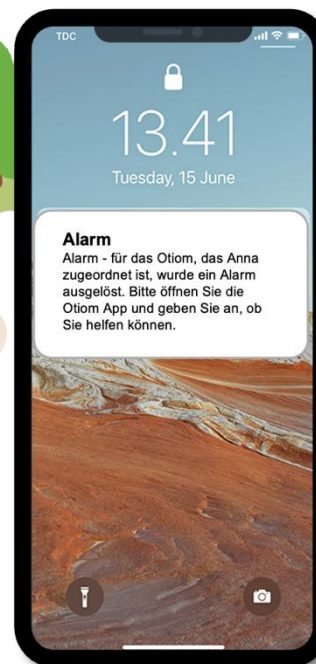 TDC
13.41
Tuesday, 15 June
Alarm
Alarm - für das Otiom, das Anna
zugeordnet ist, wurde ein Alarm
ausgelöst. Bitte öffnen Sie die
Otiom App und geben Sie an, ob
Sie helfen können.